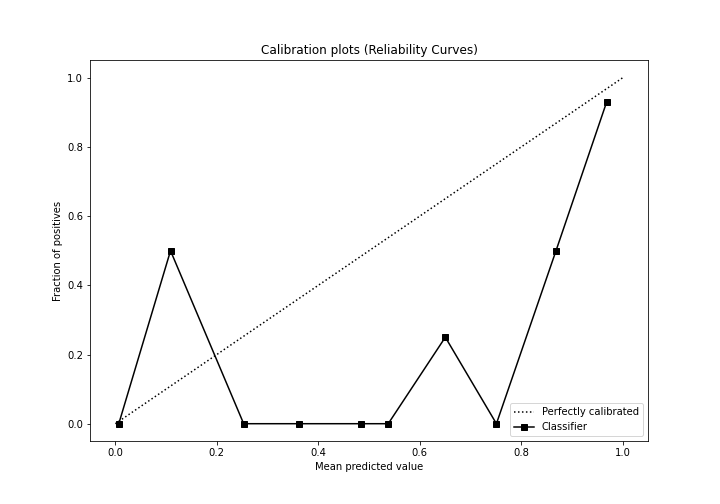 Calibration plots (Reliability Curves)
Fraction of positives
1.0
0.8
0.6
0.4
0.2
0.0
Perfectly calibrated
Classifier
0.0 0.2 0.4 0.6 0.8 1.0
Mean predicted value